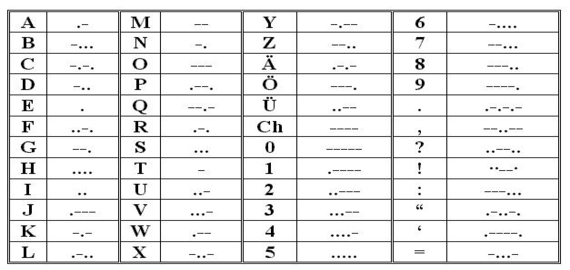 A .- M -- Y -.-- 6 -....
B -... N -. Z --.. 7 --...
C -.-. O --- Ä .-.- 8 ---..
D -.. P .--. Ö ---. 9 ----.
E . Q --.- Ü ..-- . .-.-.-
F ..-. R .-. Ch ---- , --..--
G --. S ... 0 ----- ? ..--..
H .... T - 1 .---- ! ..--.
I .. U ..- 2 ..--- : ---...
J .--- V ...- 3 ...-- “ .-..-.
K -.- W .-- 4 ....- ‘ .----.
L .-.. X -..- 5 ..... = -...-